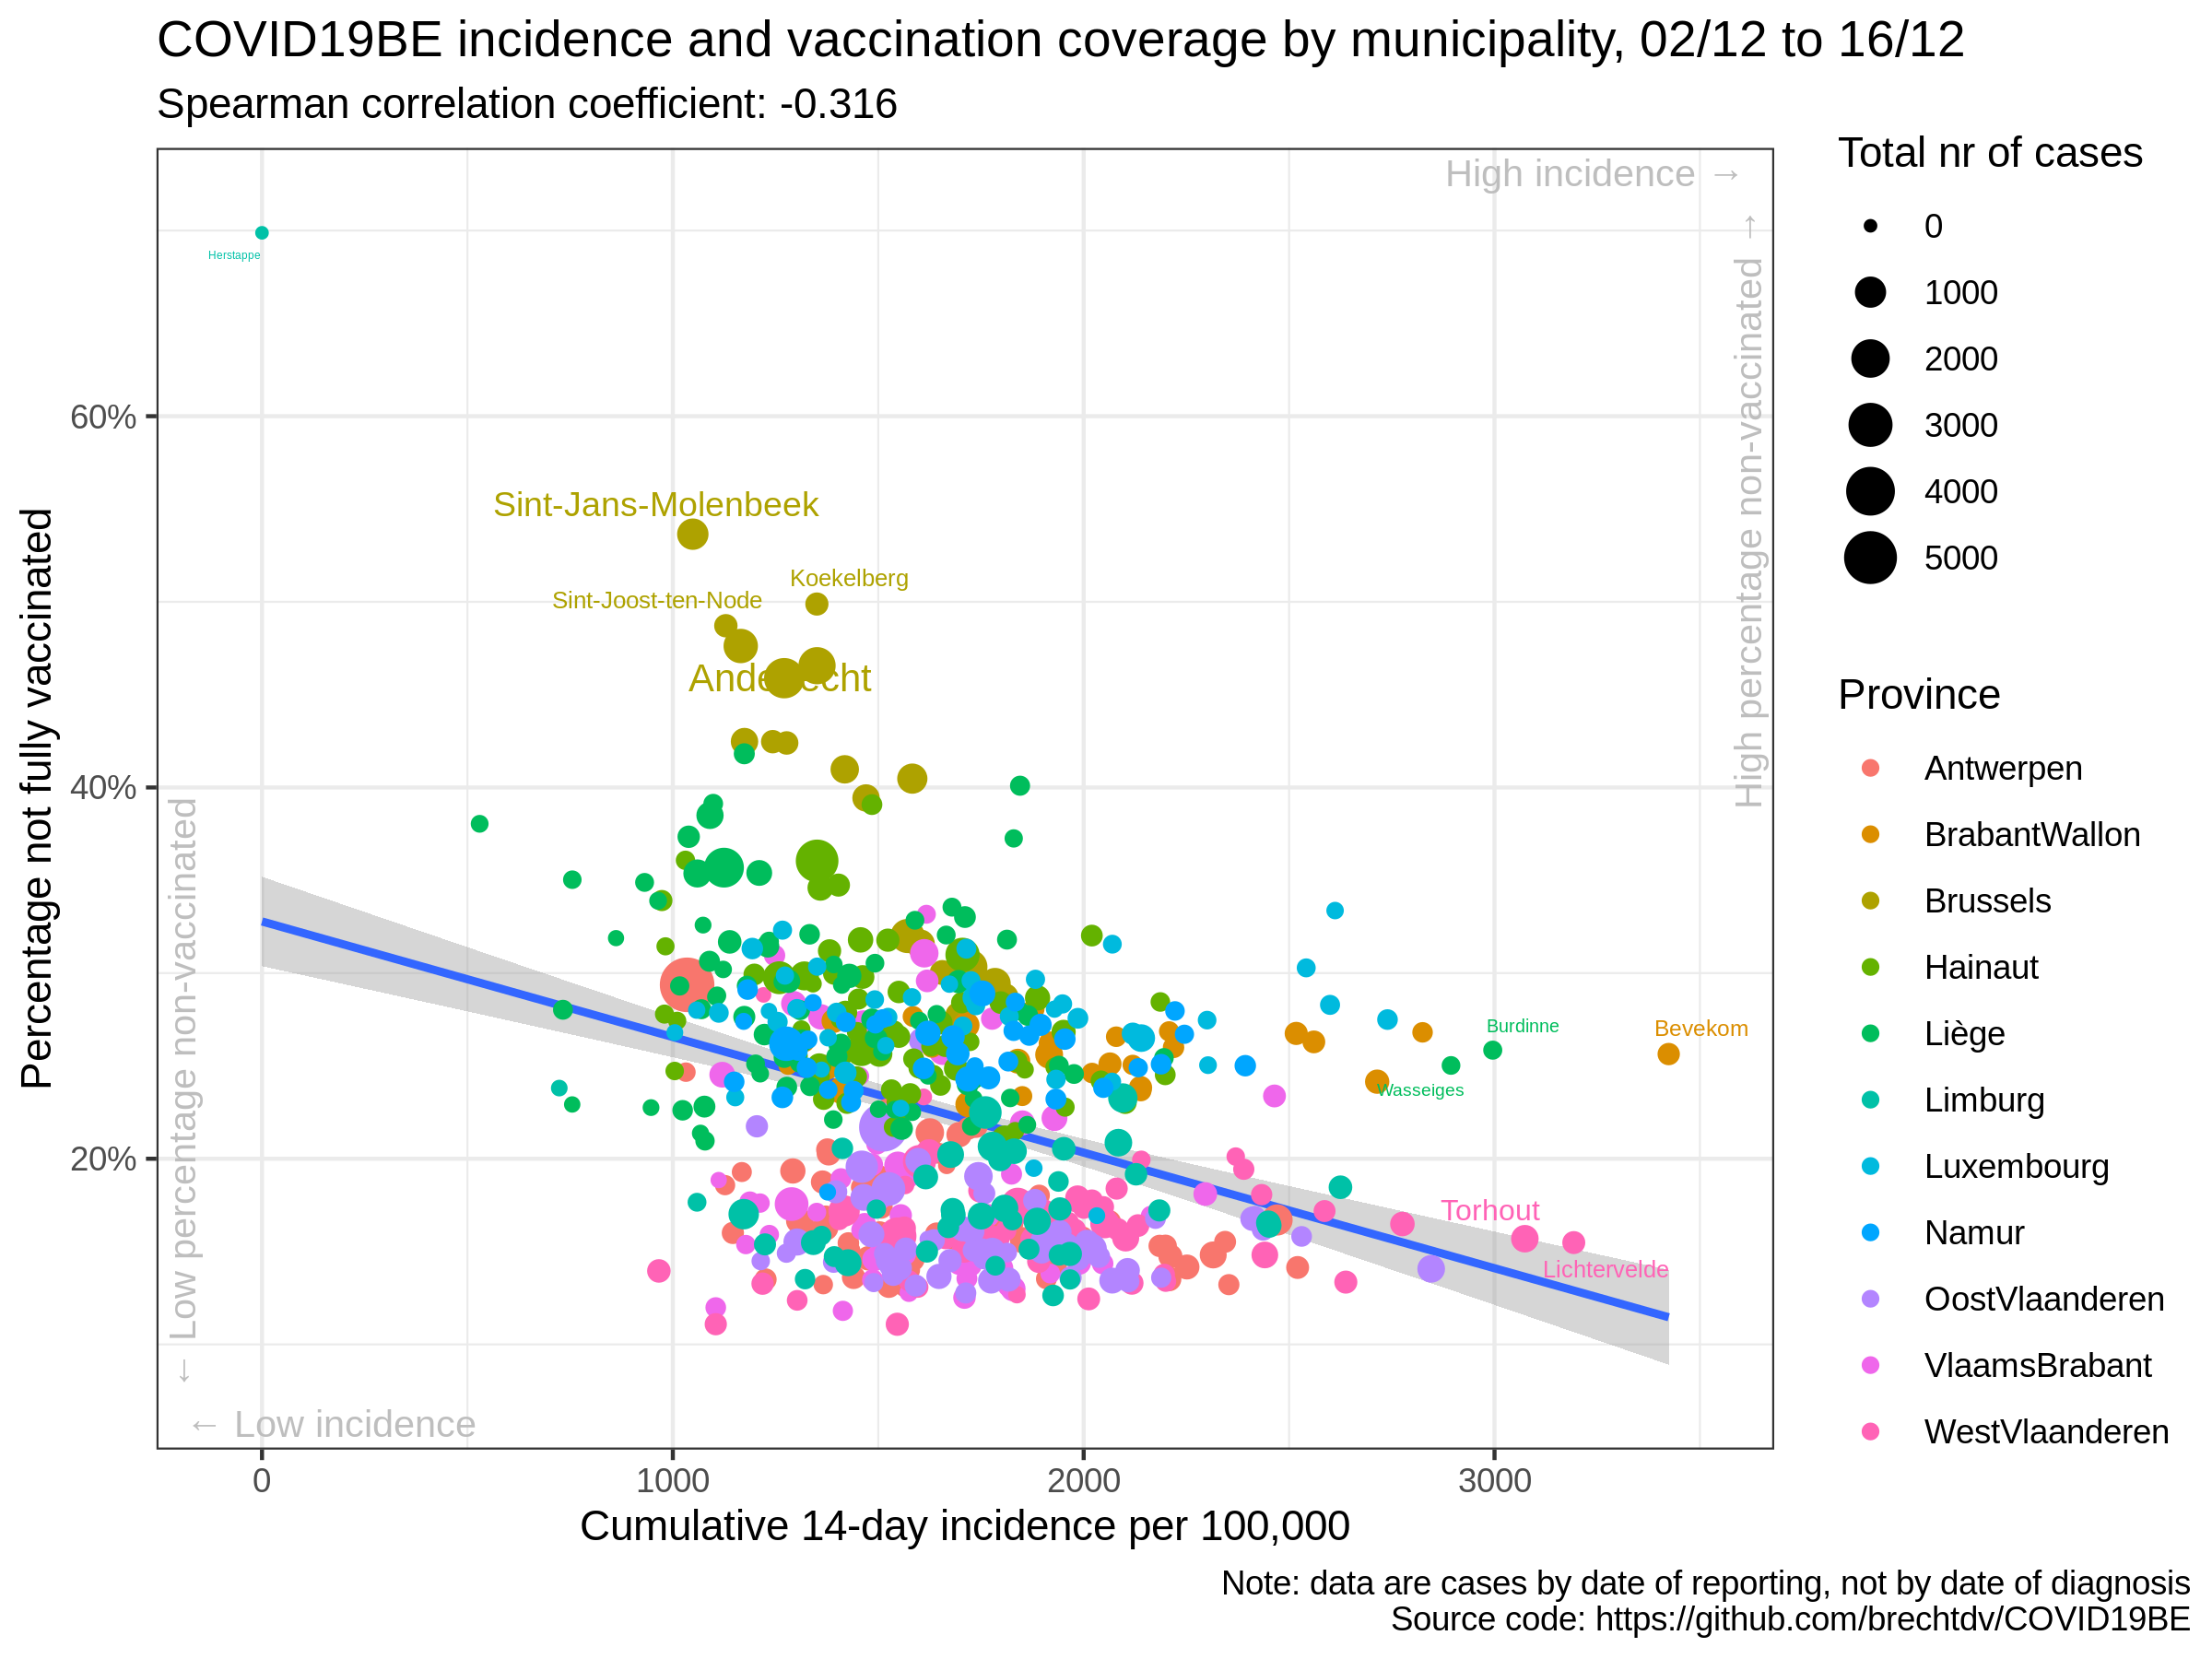 COVID19BE incidence and vaccination coverage by municipality, 02/12 to 16/12
Spearman correlation coefficient: -0.316
High incidence →
High percentage non-vaccinated →
← Low percentage non-vaccinated
← Low incidence
Percentage not fully vaccinated
60%
40%
20%
Herstappe
Sint-Jans-Molenbeek
Koekelberg
Sint-Joost-ten-Node
Anderlecht
Burdinne
Bevekom
Wasseiges
Torhout
Lichtervelde
0
1000
2000
3000
Cumulative 14-day incidence per 100,000
Total nr of cases
0
1000
2000
3000
4000
5000
Province
Antwerpen
BrabantWallon
Brussels
Hainaut
Liège
Limburg
Luxembourg
Namur
OostVlaanderen
VlaamsBrabant
WestVlaanderen
Note: data are cases by date of reporting, not by date of diagnosis
Source code: https://github.com/brechtdv/COVID19BE